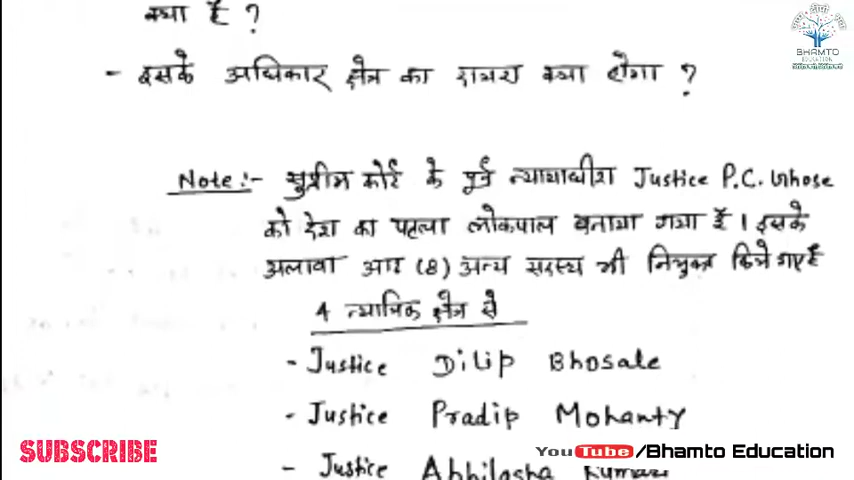 क्या है ?
- इसके अधिकार क्षेत्र का दायरा क्या होगा ?
Note :- सुप्रीम कोर्ट के पूर्व न्यायाधीश Justice P.C. Ghose
को देश का पहला लोकपाल बनाया गया है। इसके
अलावा आठ (8) अन्य सदस्य भी नियुक्त किये गए है
4 न्यायिक क्षेत्र से
- Justice Dilip Bhosale
- Justice Pradip Mohanty
- Justice Abhilasha Kumari
BHAMTO
EDUCATION
SUBSCRIBE
YouTube/Bhamto Education